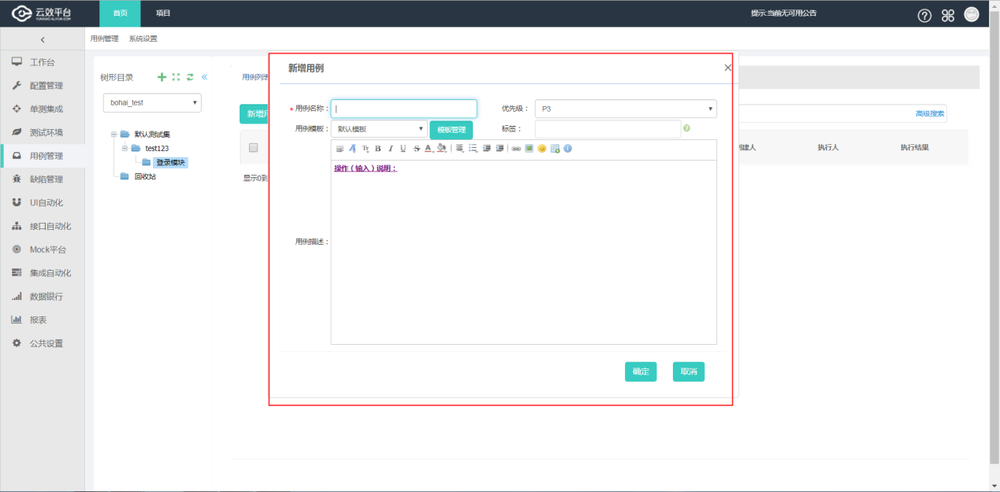 云效平台
YUNXIAO.ALIYUN.COM
首页
项目
提示:当前无可用公告
用例管理
系统设置
工作台
配置管理
单测集成
测试环境
用例管理
缺陷管理
UI自动化
接口自动化
Mock平台
集成自动化
数据银行
报表
公共设置
树形目录
bohai_test
默认测试集
test123
登录模块
回收站
用例列表
新增用
显示0到
高级搜索
建人
执行人
执行结果
新增用例
* 用例名称：
优先级：
P3
用例模板：
默认模板
模板管理
标签：
操作（输入）说明：
用例描述：
确定
取消